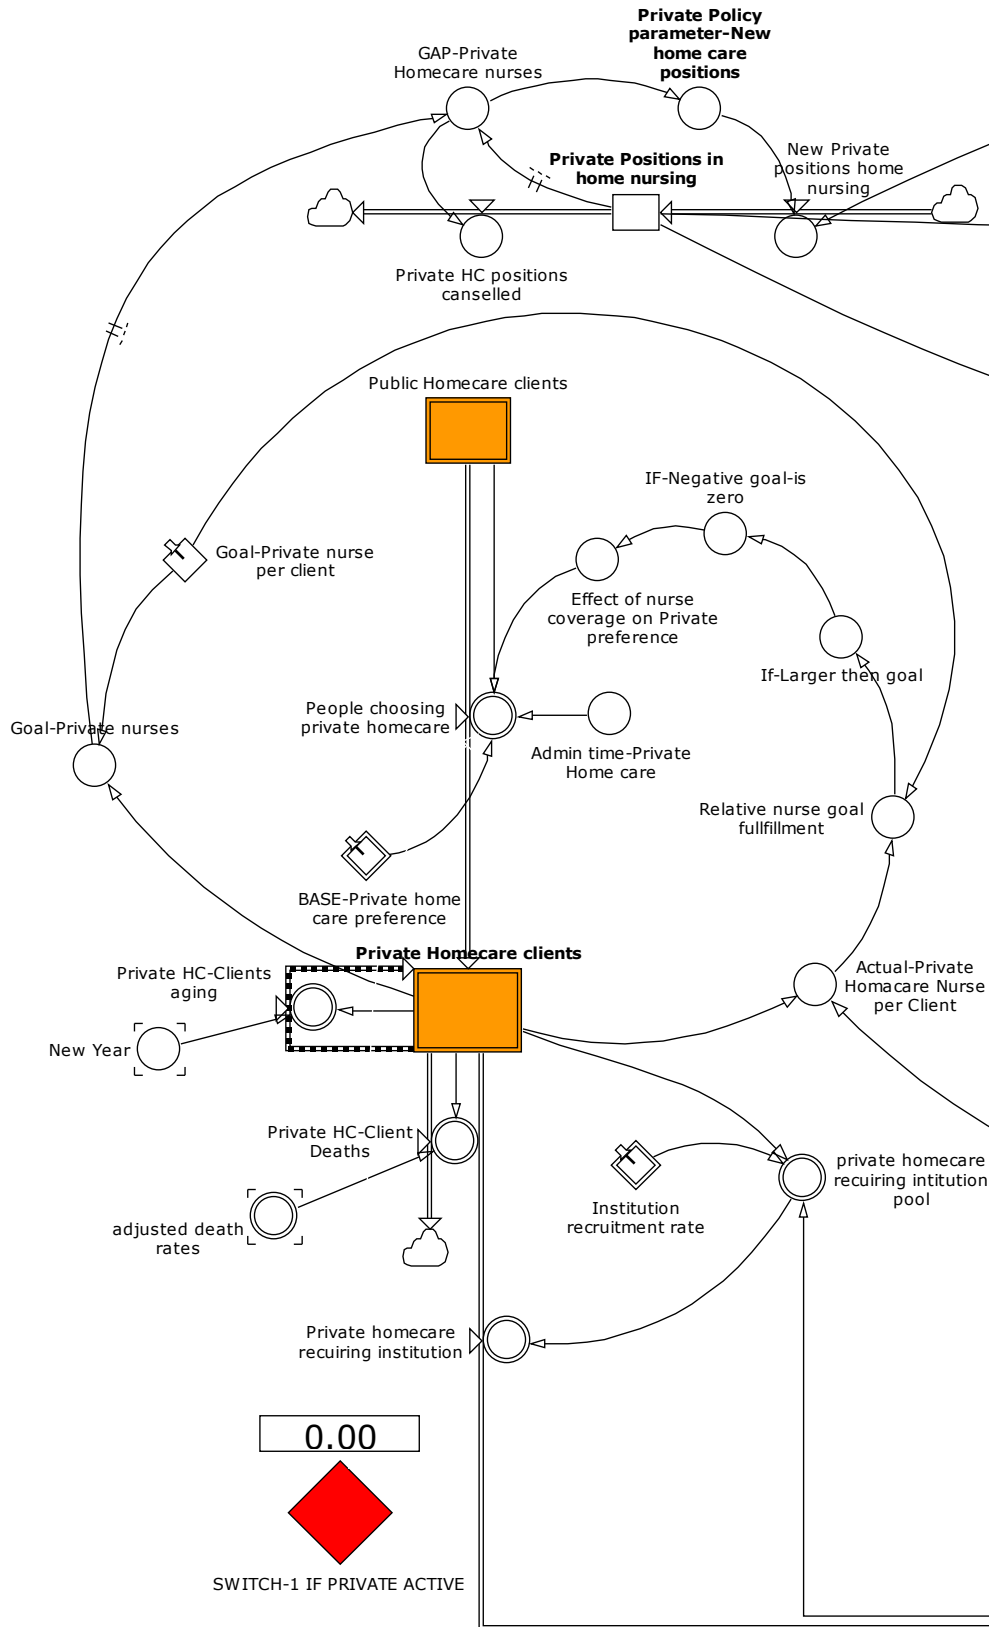 Private Policy
parameter-New
home care
positions
GAP-Private
Homecare nurses
Private Positions in
home nursing
New Private
positions home
nursing
Private HC positions
canselled
Public Homecare clients
IF-Negative goal-is
zero
Goal-Private nurse
per client
Effect of nurse
coverage on Private
preference
If-Larger then goal
People choosing
private homecare
Goal-Private nurses
Admin time-Private
Home care
Relative nurse goal
fullfillment
BASE-Private home
care preference
Private Homecare clients
Private HC-Clients
aging
Actual-Private
Homacare Nurse
per Client
New Year
Private HC-Client
Deaths
private homecare
recuiring intitution
pool
Institution
recruitment rate
adjusted death
rates
Private homecare
recuiring institution
0.00
SWITCH-1 IF PRIVATE ACTIVE